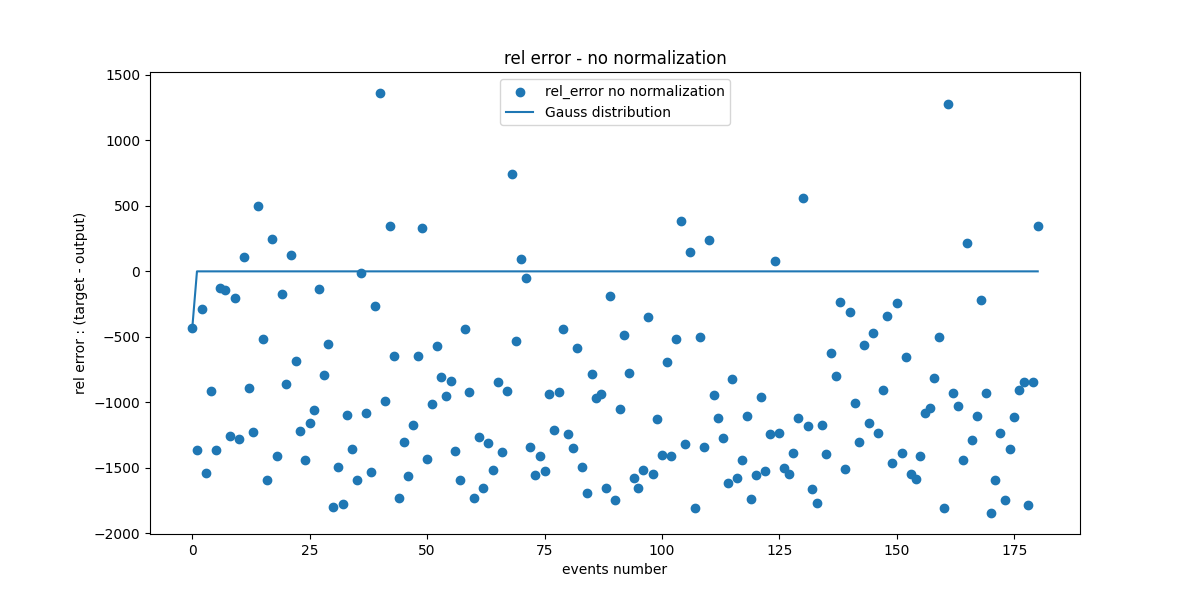 rel error - no normalization
rel_error no normalization
Gauss distribution
rel error : (target - output)
1500
1000
500
0
−500
−1000
−1500
−2000
0 25 50 75 100 125 150 175
events number